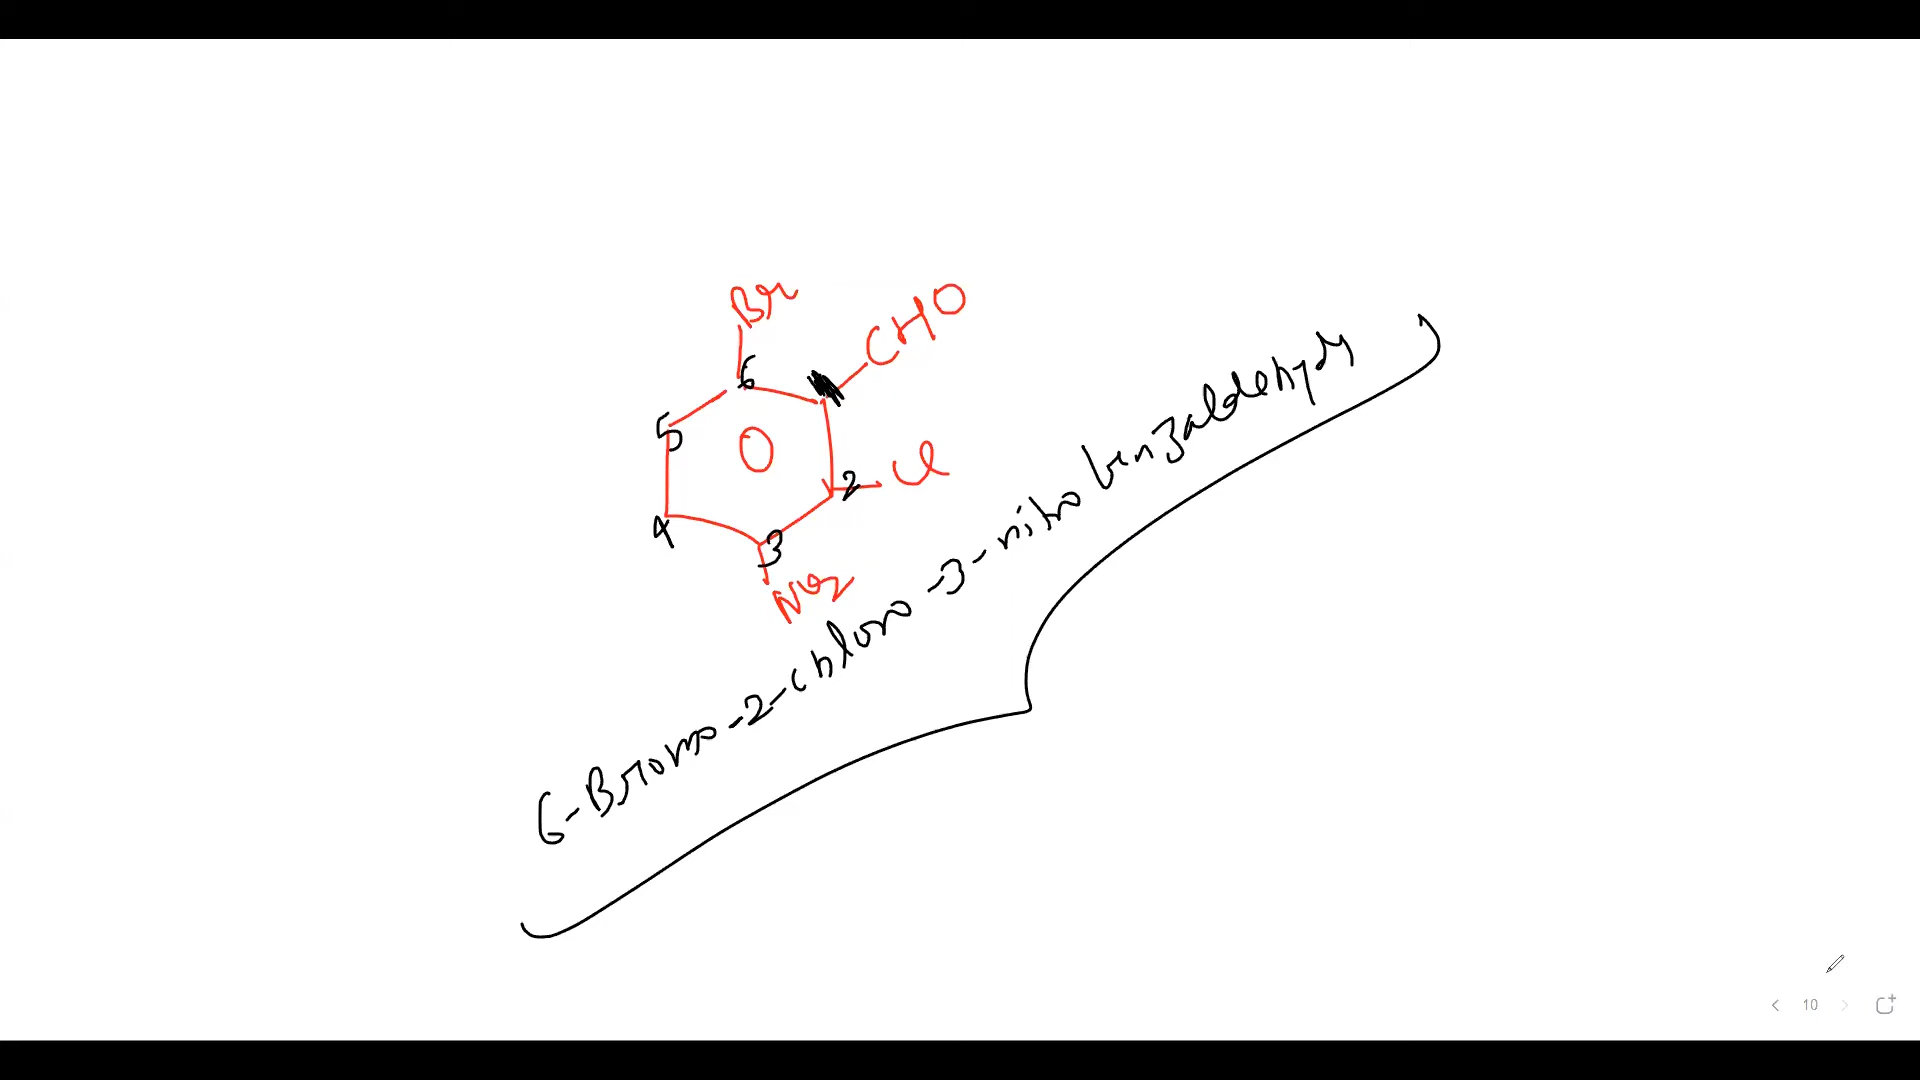 Br
CHO
6
5
O
2
Cl
4
3
NO2
6-Bromo-2-chloro-3-nitro benzaldehyde
10